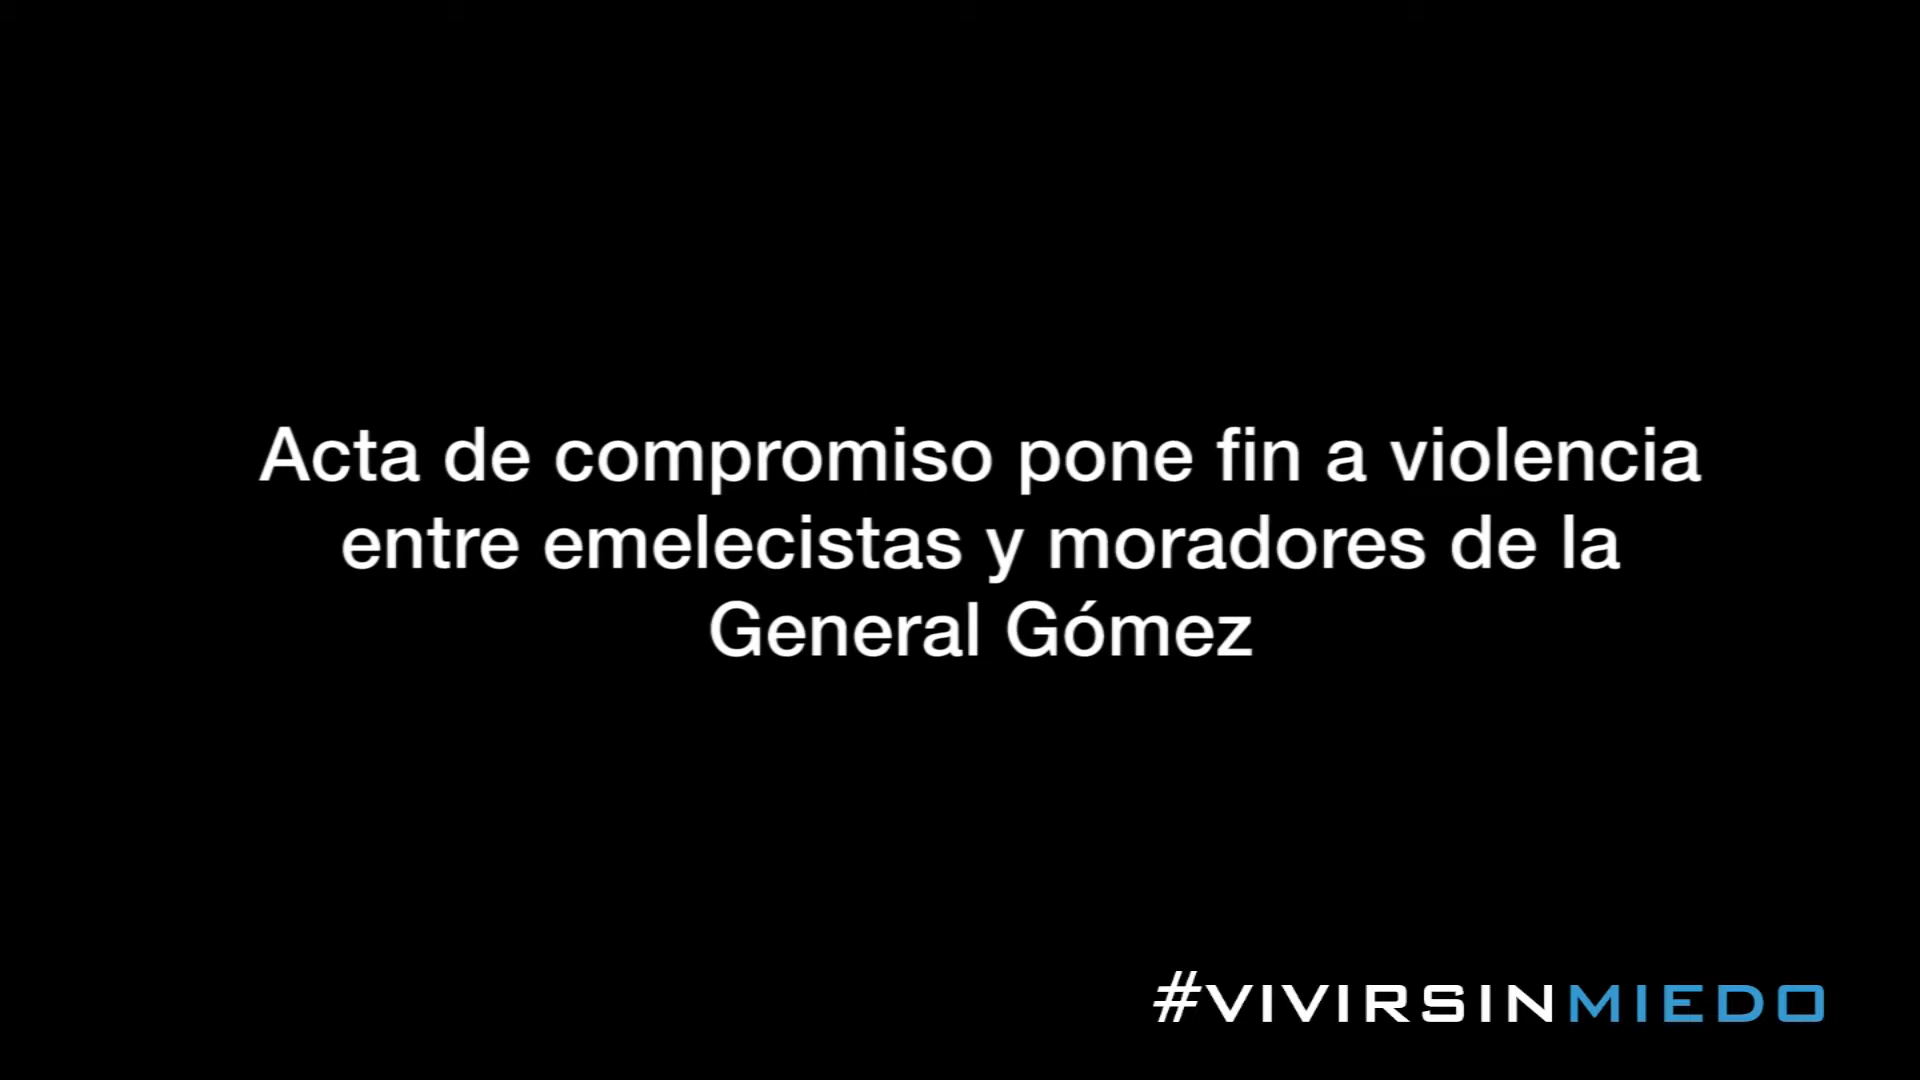 Acta de compromiso pone fin a violencia
entre emelecistas y moradores de la
General Gómez
#VIVIRSINMIEDO